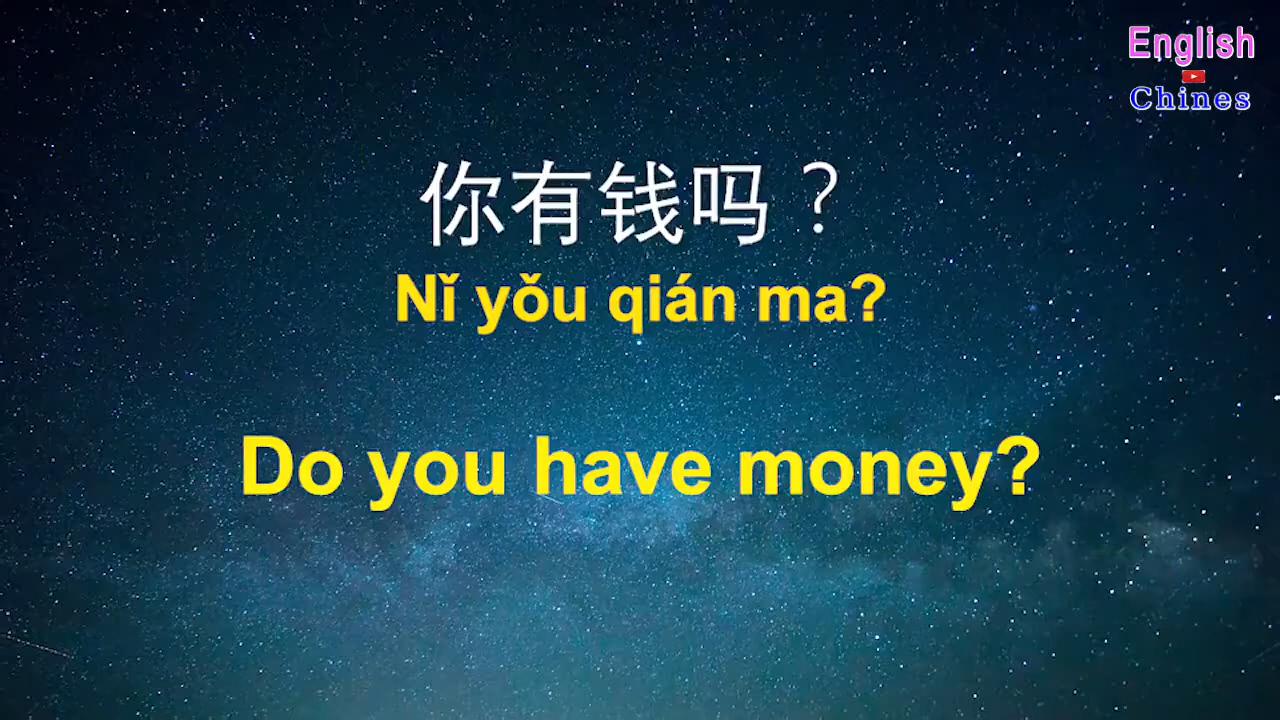 English
Chines
你有钱吗？
Nǐ yǒu qián ma?
Do you have money?